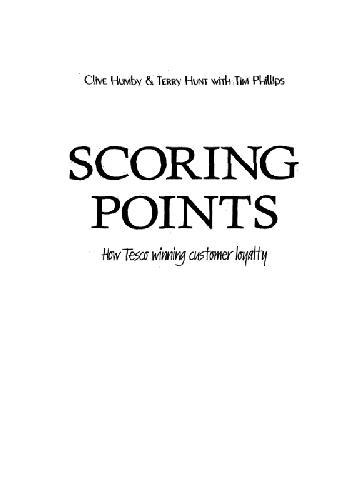 Clive Humby & Terry Hunt with Tim Phillips
SCORING
POINTS
How Tesco winning customer loyalty